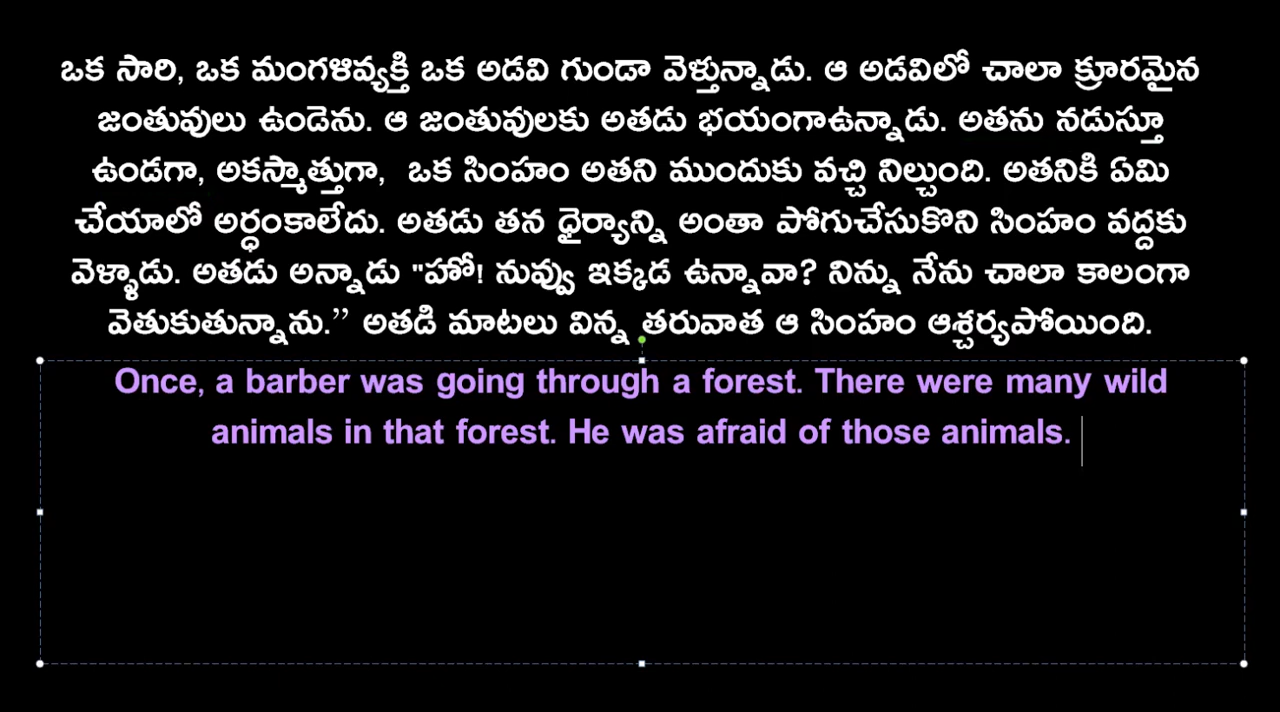 ఒక సారి, ఒక మంగళివ్యక్తి ఒక అడవి గుండా వెళ్తున్నాడు. ఆ అడవిలో చాలా క్రూరమైన
జంతువులు ఉండెను. ఆ జంతువులకు అతడు భయంగాఉన్నాడు. అతను నడుస్తూ
ఉండగా, అకస్మాత్తుగా, ఒక సింహం అతని ముందుకు వచ్చి నిల్చుంది. అతనికి ఏమి
చేయాలో అర్ధంకాలేదు. అతడు తన ధైర్యాన్ని అంతా పోగుచేసుకొని సింహం వద్దకు
వెళ్ళాడు. అతడు అన్నాడు "హో! నువ్వు ఇక్కడ ఉన్నావా? నిన్ను నేను చాలా కాలంగా
వెతుకుతున్నాను.” అతడి మాటలు విన్న తరువాత ఆ సింహం ఆశ్చర్యపోయింది.
Once, a barber was going through a forest. There were many wild
animals in that forest. He was afraid of those animals.